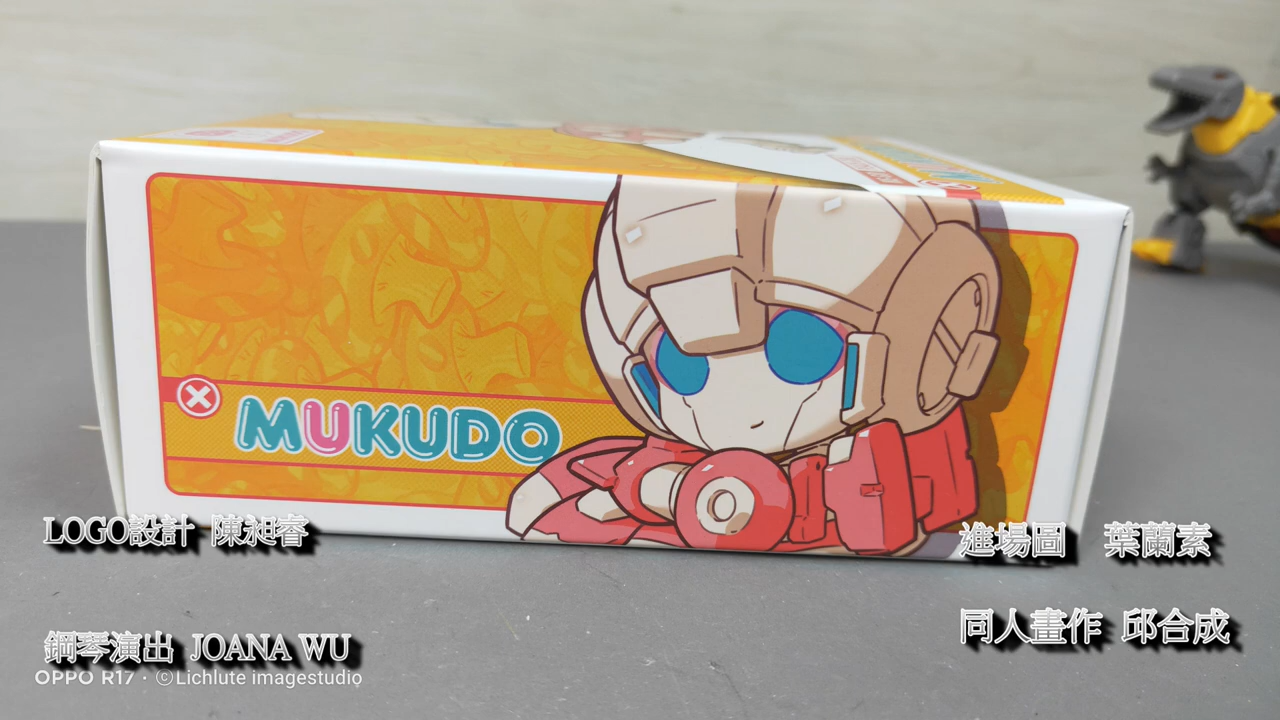 MUKUDO
LOGO設計 陳昶睿
進場圖 葉蘭素
同人畫作 邱合成
鋼琴演出 JOANA WU
OPPO R17 · ©Lichlute imagestudio